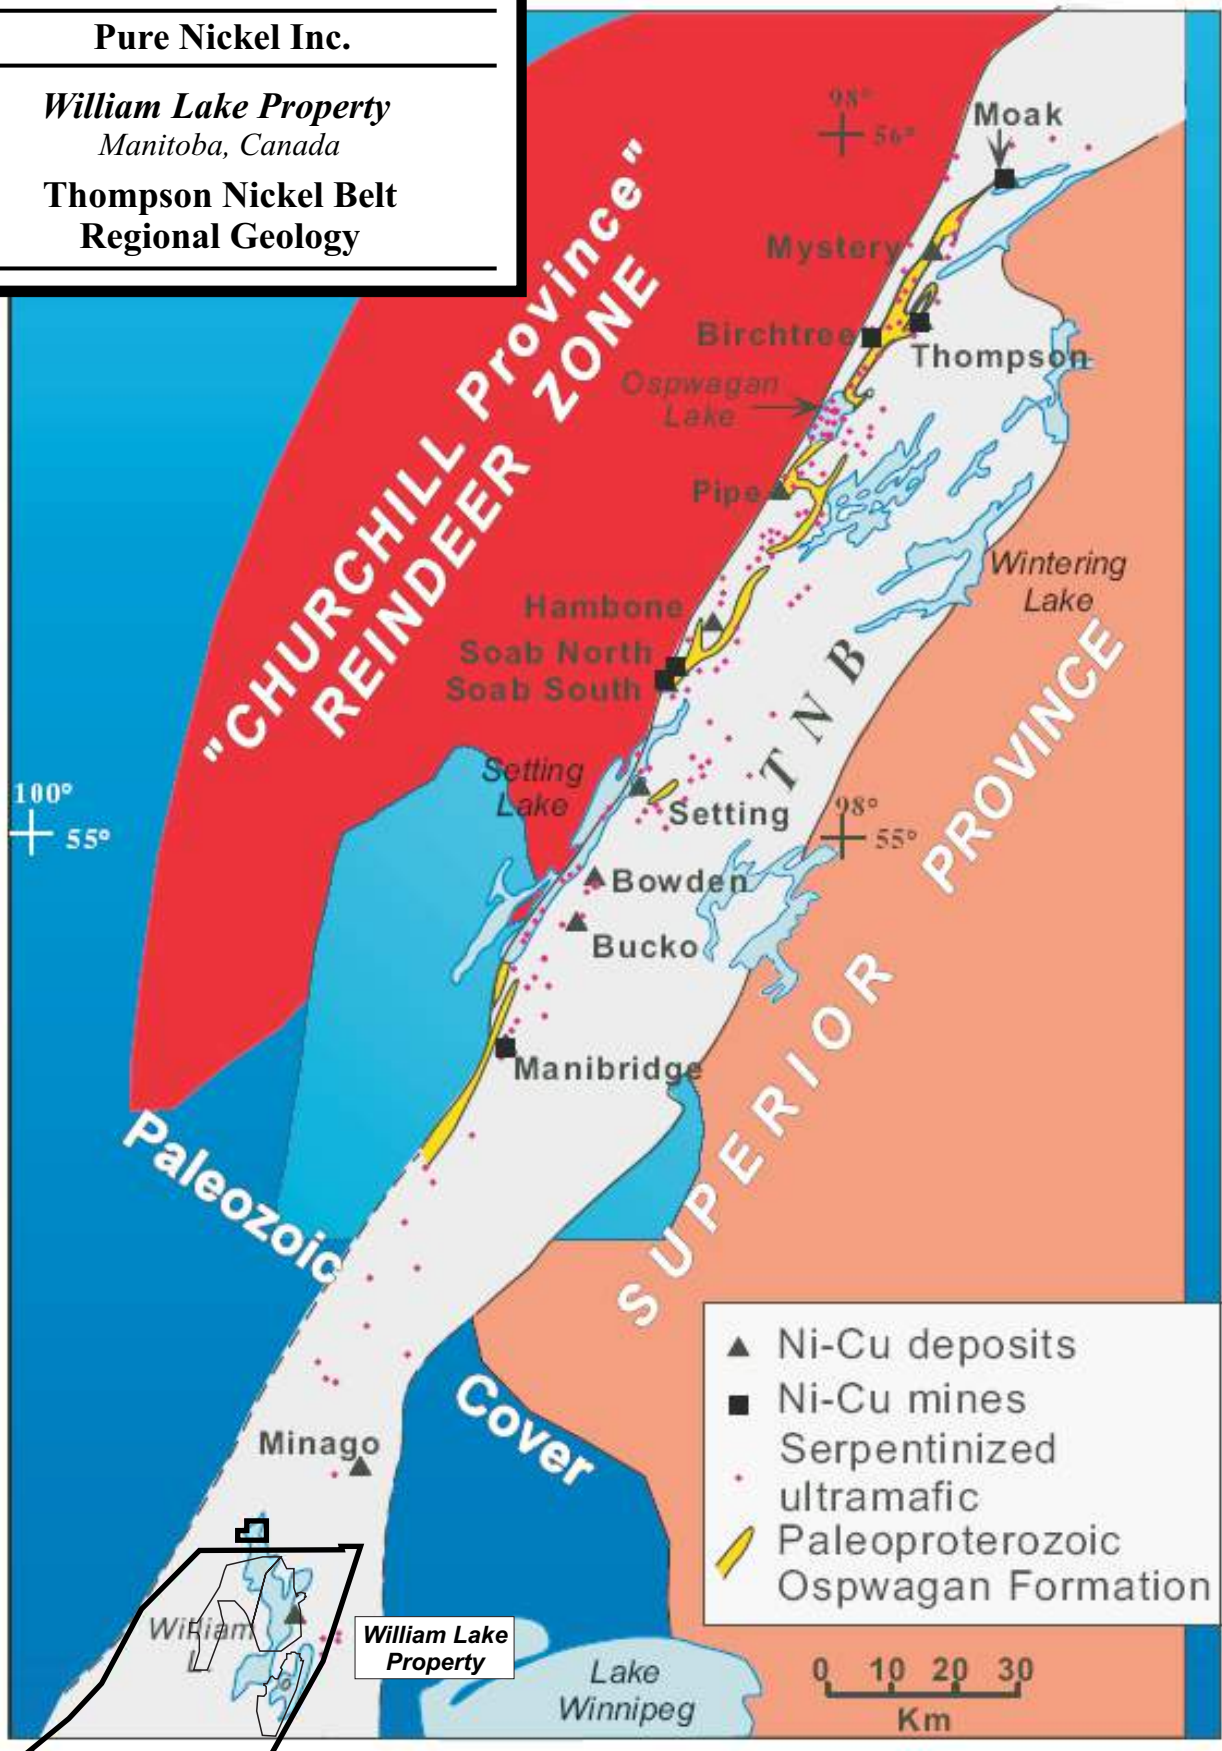 Pure Nickel Inc.
William Lake Property
Manitoba, Canada
Thompson Nickel Belt
Regional Geology
98°
56°
Moak
"CHURCHILL Province"
REINDEER ZONE
Mystery
Birchtree
Thompson
Ospwagan
Lake
Pipe
Wintering
Lake
Hambone
Soab North
Soab South
TNB
Setting
Lake
Setting
100°
55°
98°
55°
SUPERIOR PROVINCE
Bowden
Bucko
Manibridge
Paleozoic
Cover
Minago
William
L
William Lake
Property
Lake
Winnipeg
Ni-Cu deposits
Ni-Cu mines
Serpentinized
ultramafic
Paleoproterozoic
Ospwagan Formation
0 10 20 30
Km